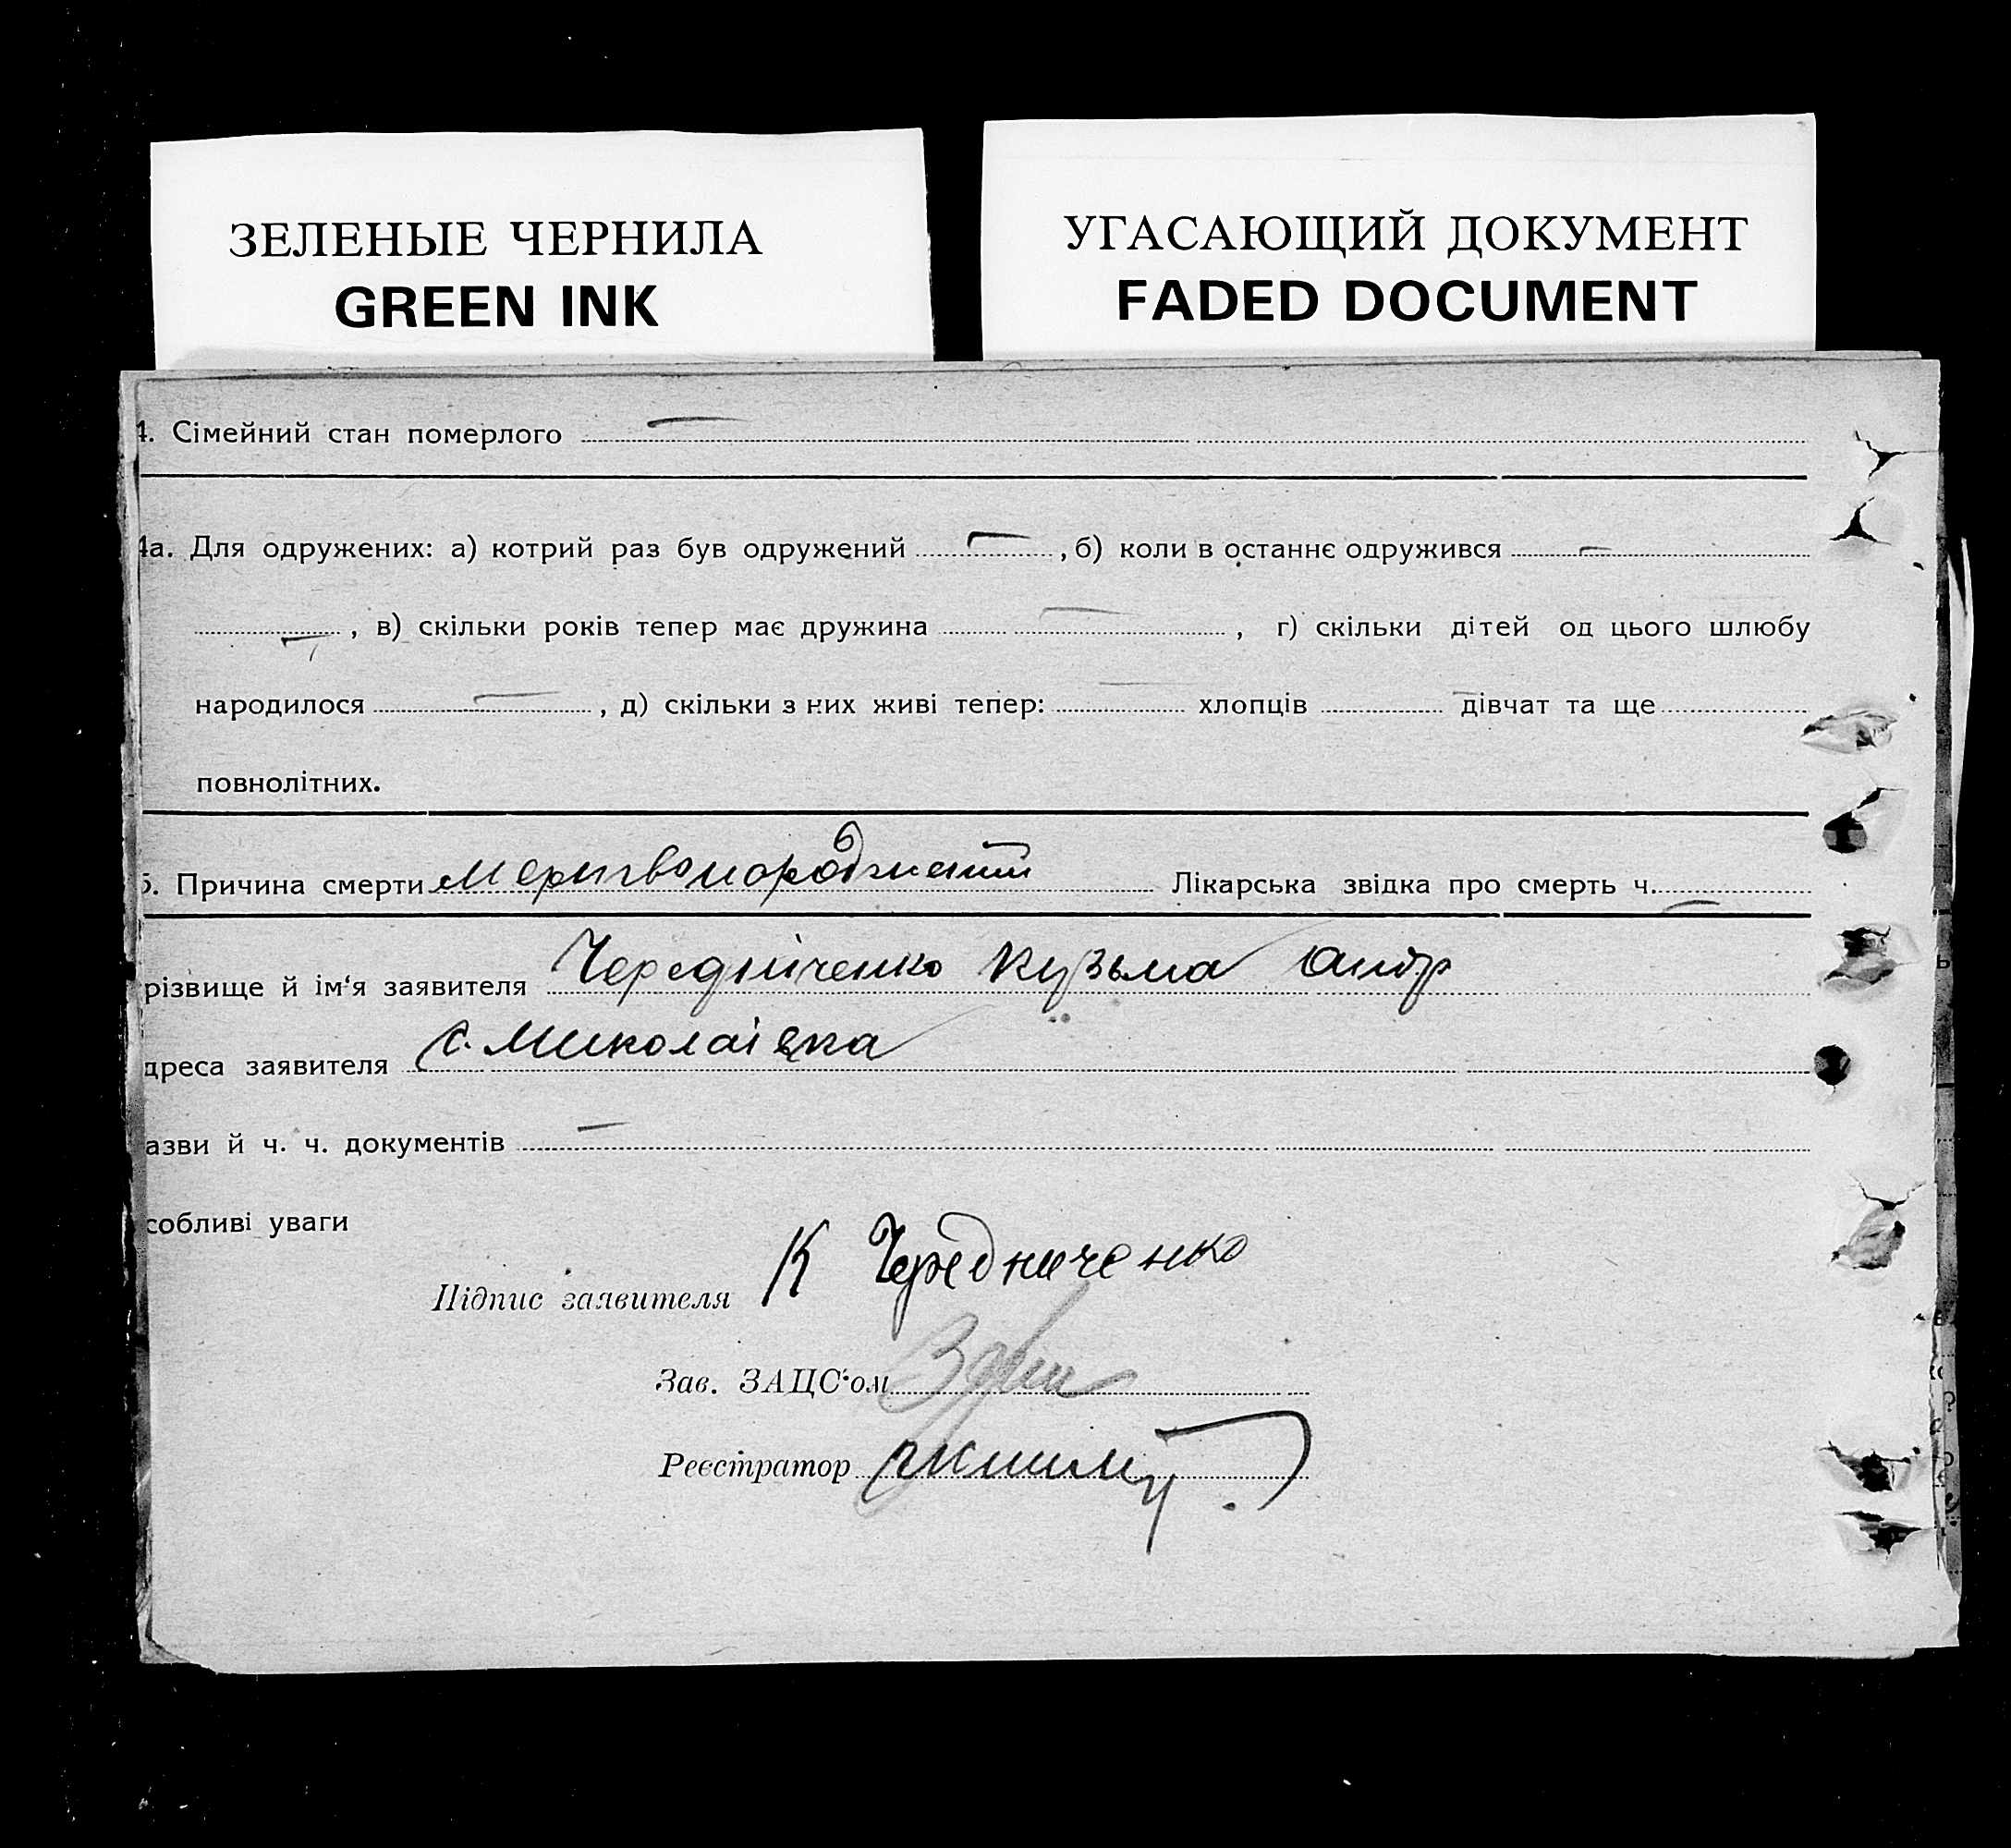 ЗЕЛЕНЫЕ ЧЕРНИЛА
GREEN INK
УГАСАЮЩИЙ ДОКУМЕНТ
FADED DOCUMENT
4. Сімейний стан померлого —
4а. Для одружених: а) котрий раз був одружений —, б) коли в останнє одружився —
—, в) скільки років тепер має дружина —, г) скільки дітей од цього шлюбу
народилося —, д) скільки з них живі тепер: — хлопців — дівчат та ще
повнолітних.
5. Причина смерти мертвонароджений Лікарська звідка про смерть ч. —
різвище й ім‘я заявителя Чередніченко Кузьма Андр
дреса заявителя с. Миколаївка
азви й ч. ч. документів —
собливі уваги
Підпис заявителя К Чередниченко
Зав. ЗАЦС‘ом
Реєстратор